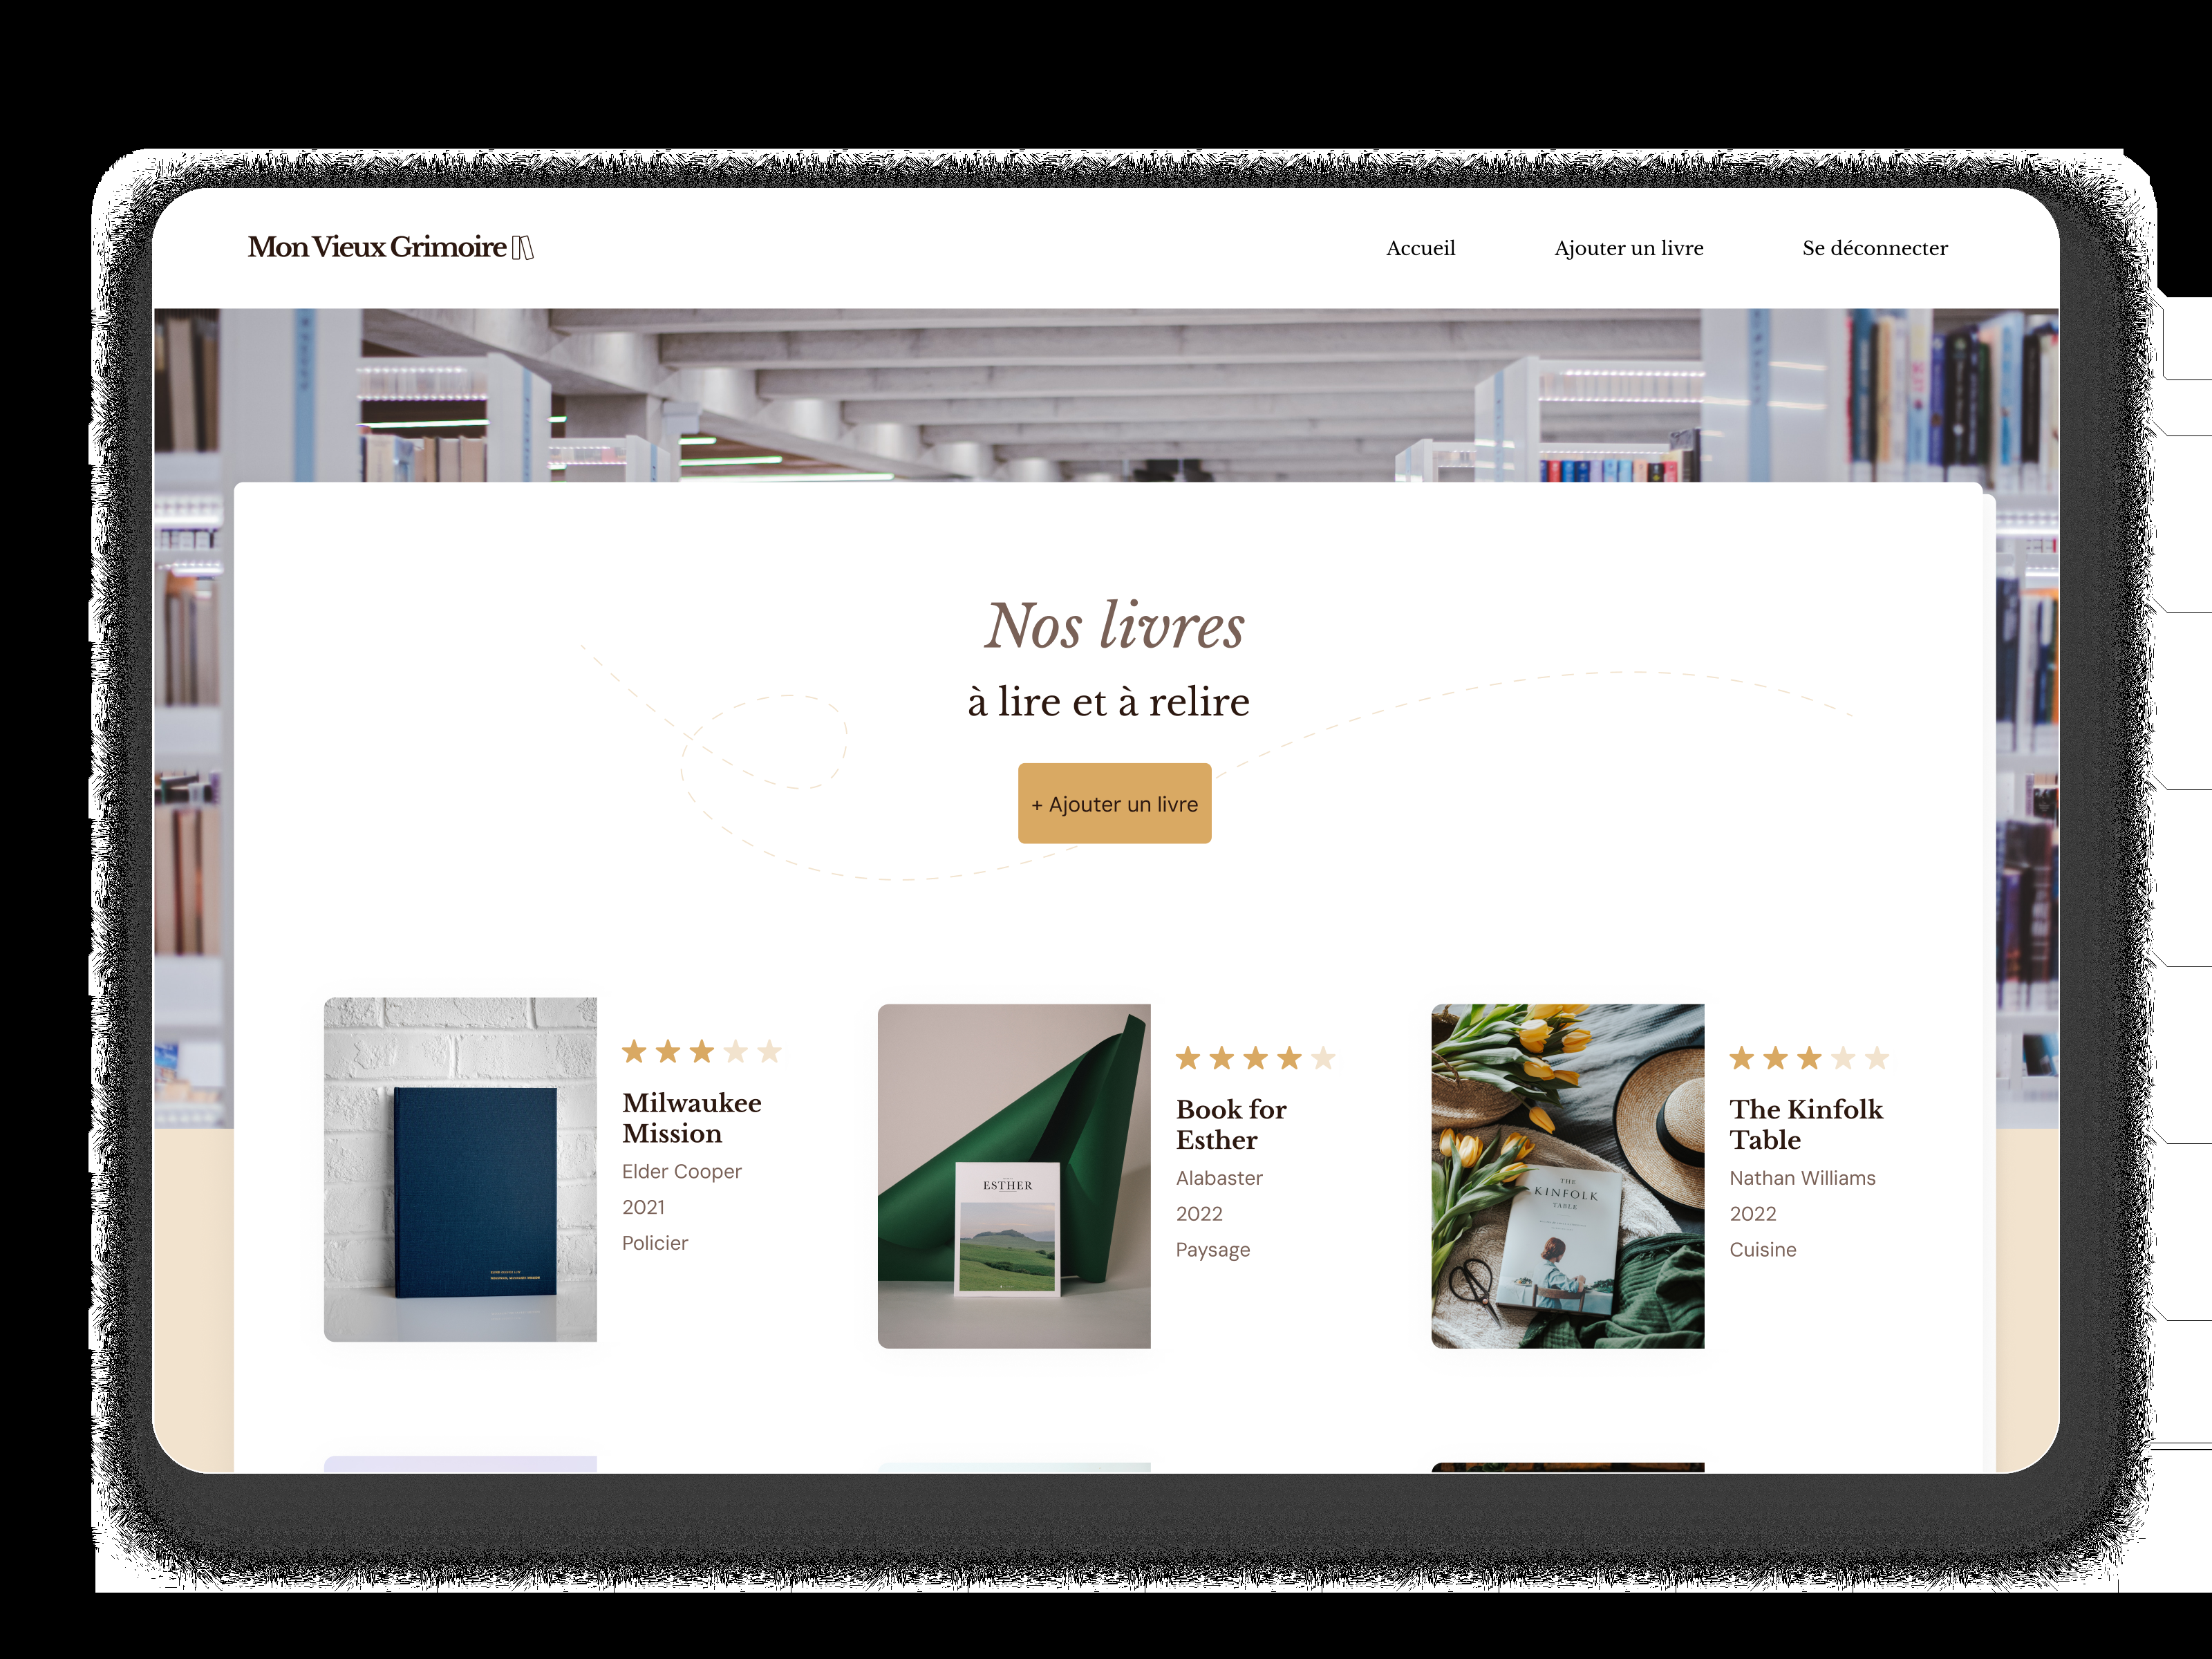 Mon Vieux Grimoire
Accueil
Ajouter un livre
Se déconnecter
Nos livres
à lire et à relire
+ Ajouter un livre
Milwaukee
Mission
Elder Cooper
2021
Policier
Book for
Esther
Alabaster
2022
Paysage
The Kinfolk
Table
Nathan Williams
2022
Cuisine
ESTHER
THE
KINFOLK
TABLE